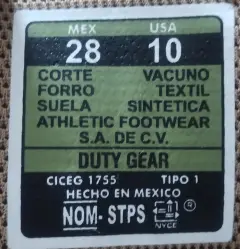 MEX USA
28 10
CORTE VACUNO
FORRO TEXTIL
SUELA SINTETICA
ATHLETIC FOOTWEAR
S.A. DE C.V.
DUTY GEAR
CICEG 1755 TIPO 1
HECHO EN MEXICO
NOM-STPS
NYCE